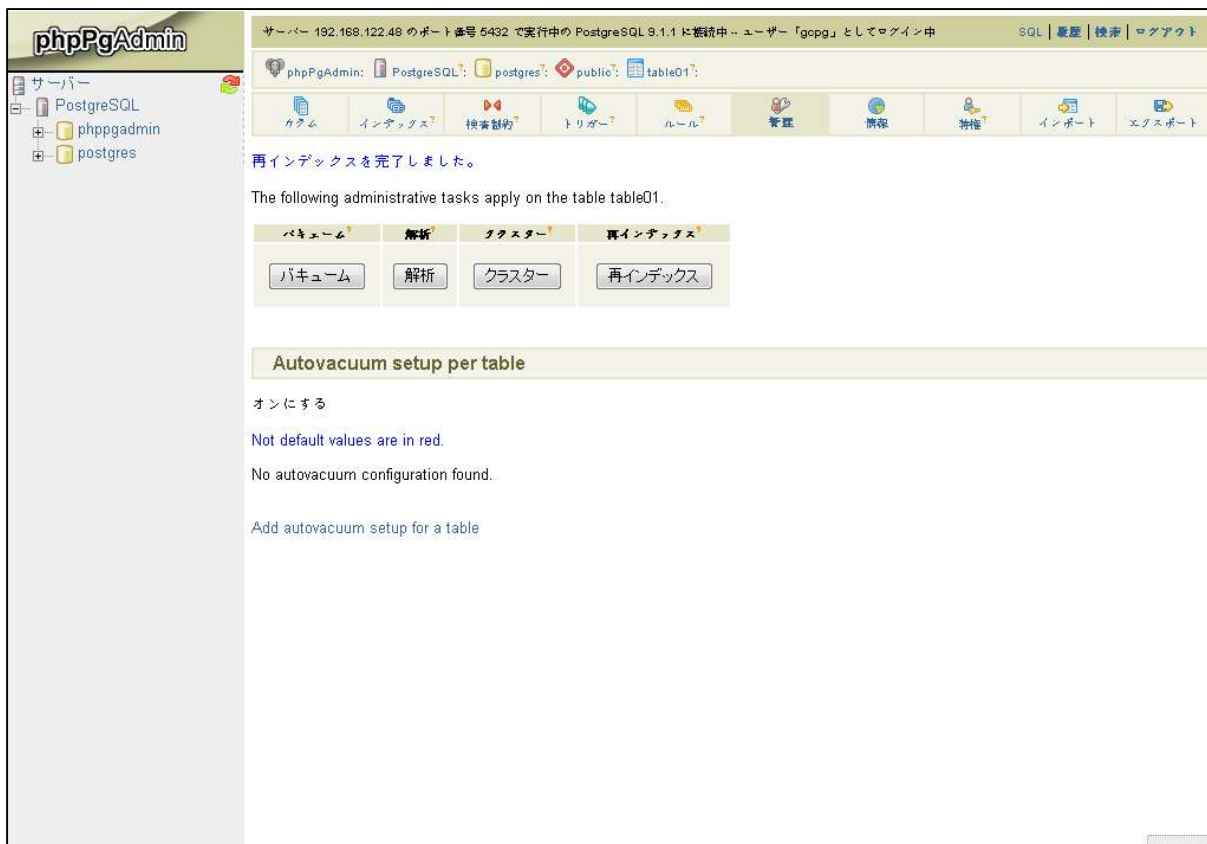 phpPgAdmin
サーバー 192.168.122.48 のポート番号 5432 で実行中の PostgreSQL 9.1.1 に接続中 -- ユーザー「gopg」としてログイン中
SQL | 履歴 | 検索 | ログアウト
phpPgAdmin: PostgreSQL?: postgres?: public?: table01?:
カラム インデックス? 検査制約? トリガー? ルール? 管理 情報 特権? インポート エクスポート
サーバー
PostgreSQL
phppgadmin
postgres
再インデックスを完了しました。
The following administrative tasks apply on the table table01.
バキューム? 解析? クラスター? 再インデックス?
バキューム 解析 クラスター 再インデックス
Autovacuum setup per table
オンにする
Not default values are in red.
No autovacuum configuration found.
Add autovacuum setup for a table